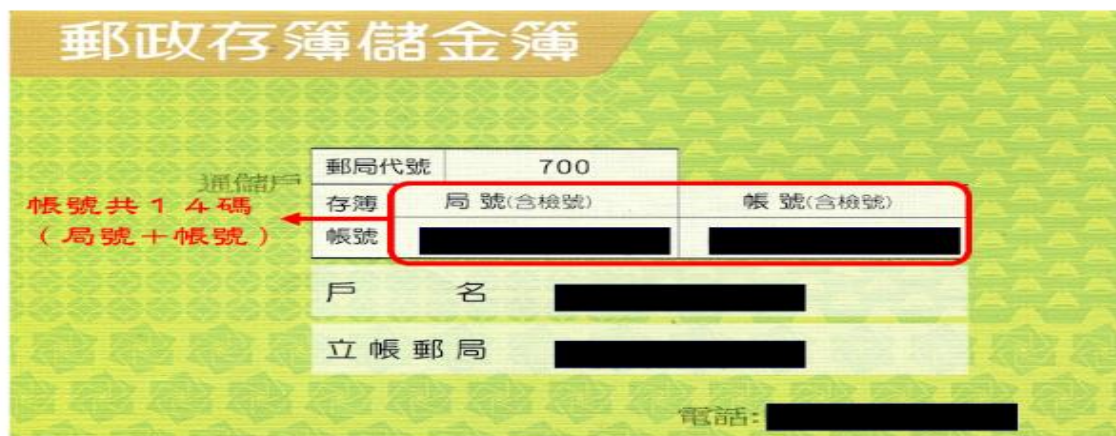 郵政存簿儲金簿
郵局代號 700
通儲戶
存簿 局號(含檢號) 帳號(含檢號)
帳號
帳號共14碼
(局號+帳號)
戶 名
立帳郵局
電話: